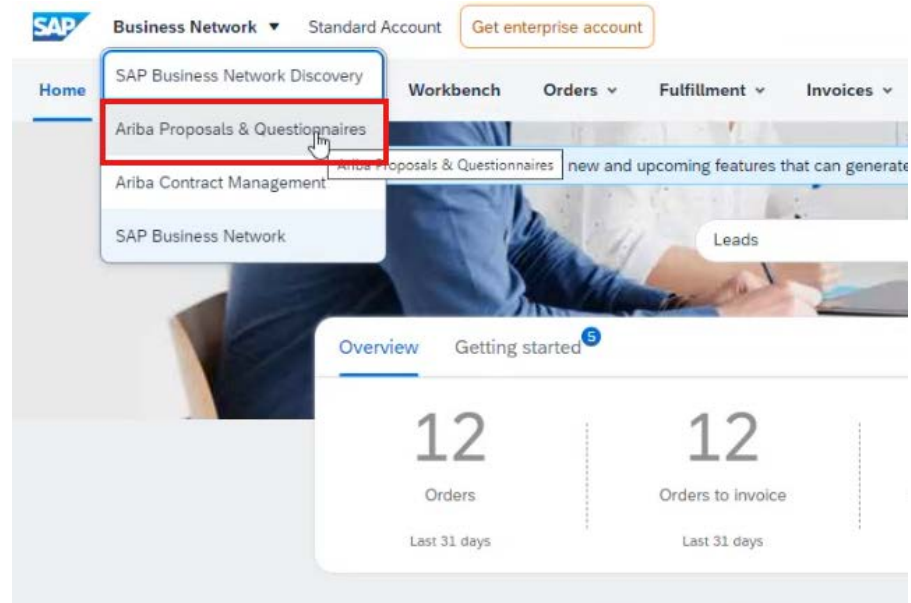 SAP Business Network ▼ Standard Account Get enterprise account
Home Workbench Orders Fulfillment Invoices
SAP Business Network Discovery
Ariba Proposals & Questionnaires
Ariba Proposals & Questionnaires new and upcoming features that can generate
Ariba Contract Management
SAP Business Network
Leads
Overview Getting started 5
12 12
Orders Orders to invoice
Last 31 days Last 31 days